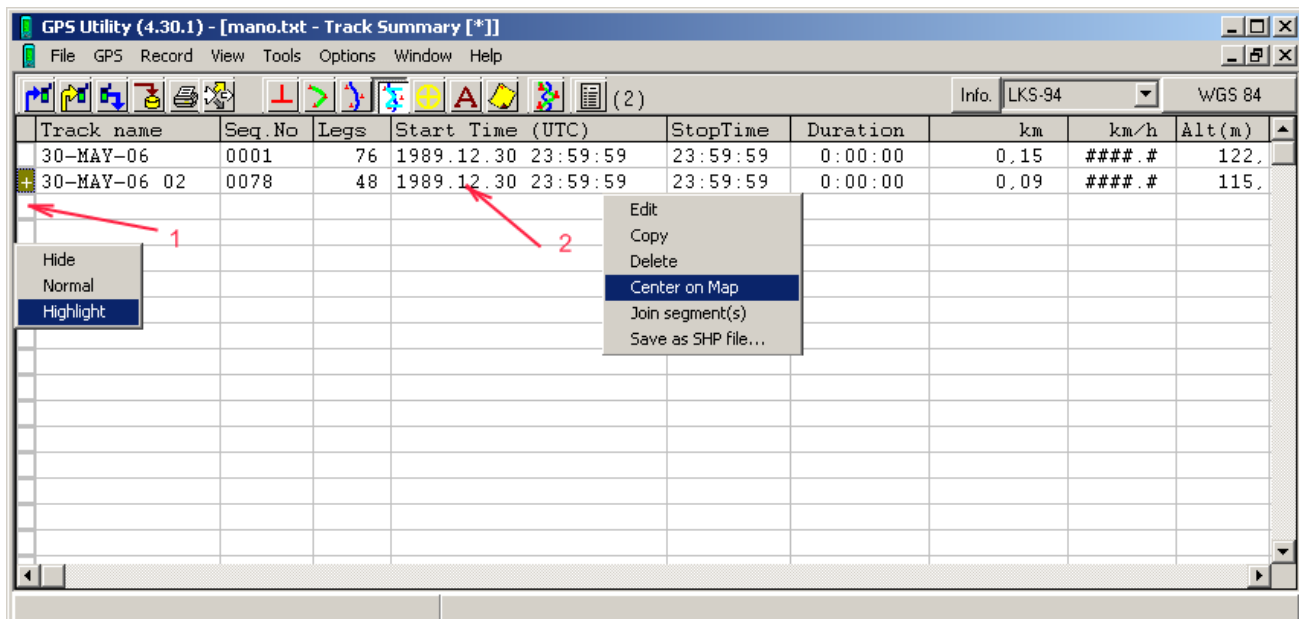 GPS Utility (4.30.1) - [mano.txt - Track Summary [*]]
File GPS Record View Tools Options Window Help
A (2) Info. LKS-94 WGS 84
Track name Seq.No Legs Start Time (UTC) StopTime Duration km km/h Alt(m)
30-MAY-06 0001 76 1989.12.30 23:59:59 23:59:59 0:00:00 0,15 ####.# 122,
+ 30-MAY-06 02 0078 48 1989.12.30 23:59:59 23:59:59 0:00:00 0,09 ####.# 115,
1
2
Hide
Normal
Highlight
Edit
Copy
Delete
Center on Map
Join segment(s)
Save as SHP file...